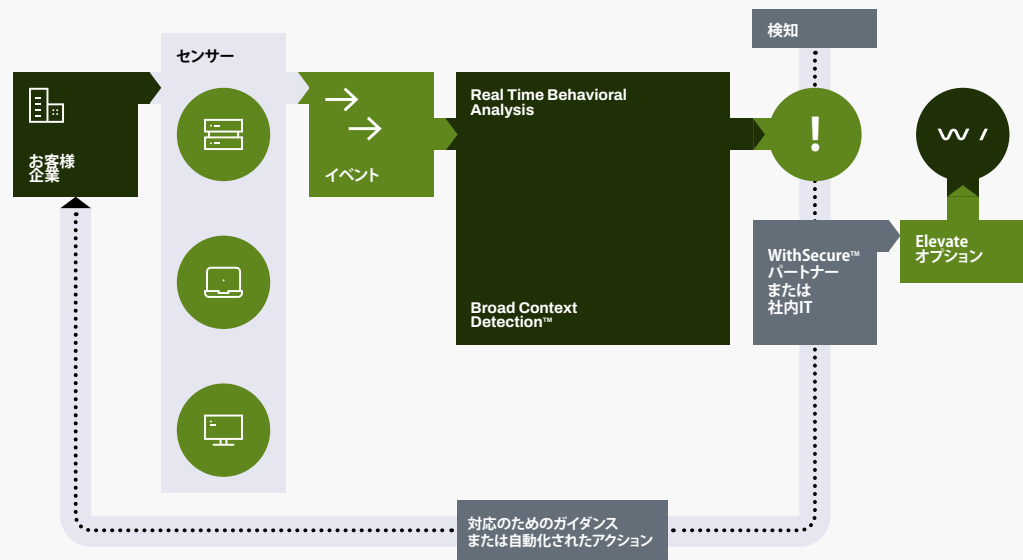 お客様
企業
センサー
イベント
Real Time Behavioral
Analysis
Broad Context
Detection™
検知
!
WithSecure™
パートナー
または
社内IT
Elevate
オプション
対応のためのガイダンス
または自動化されたアクション